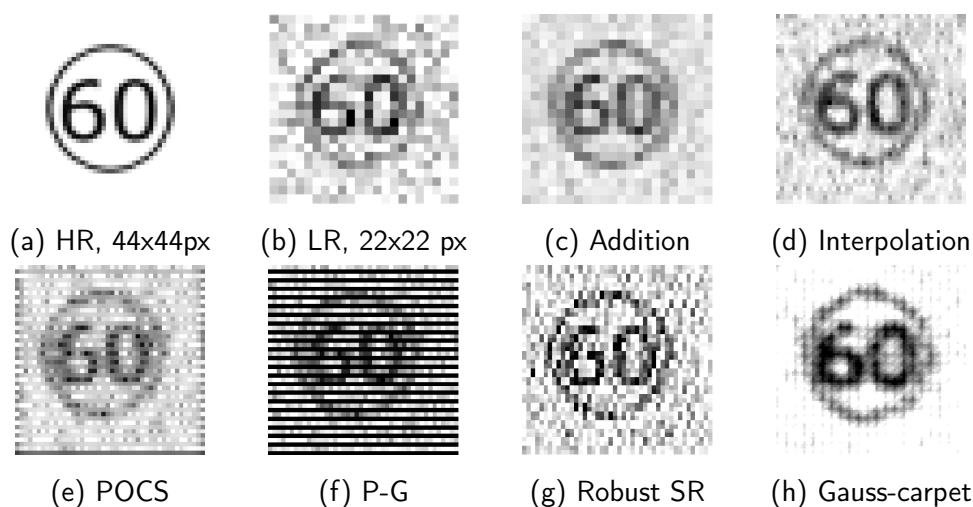 60 60 60 60
(a) HR, 44x44px (b) LR, 22x22 px (c) Addition (d) Interpolation
60 60 60 60
(e) POCS (f) P-G (g) Robust SR (h) Gauss-carpet